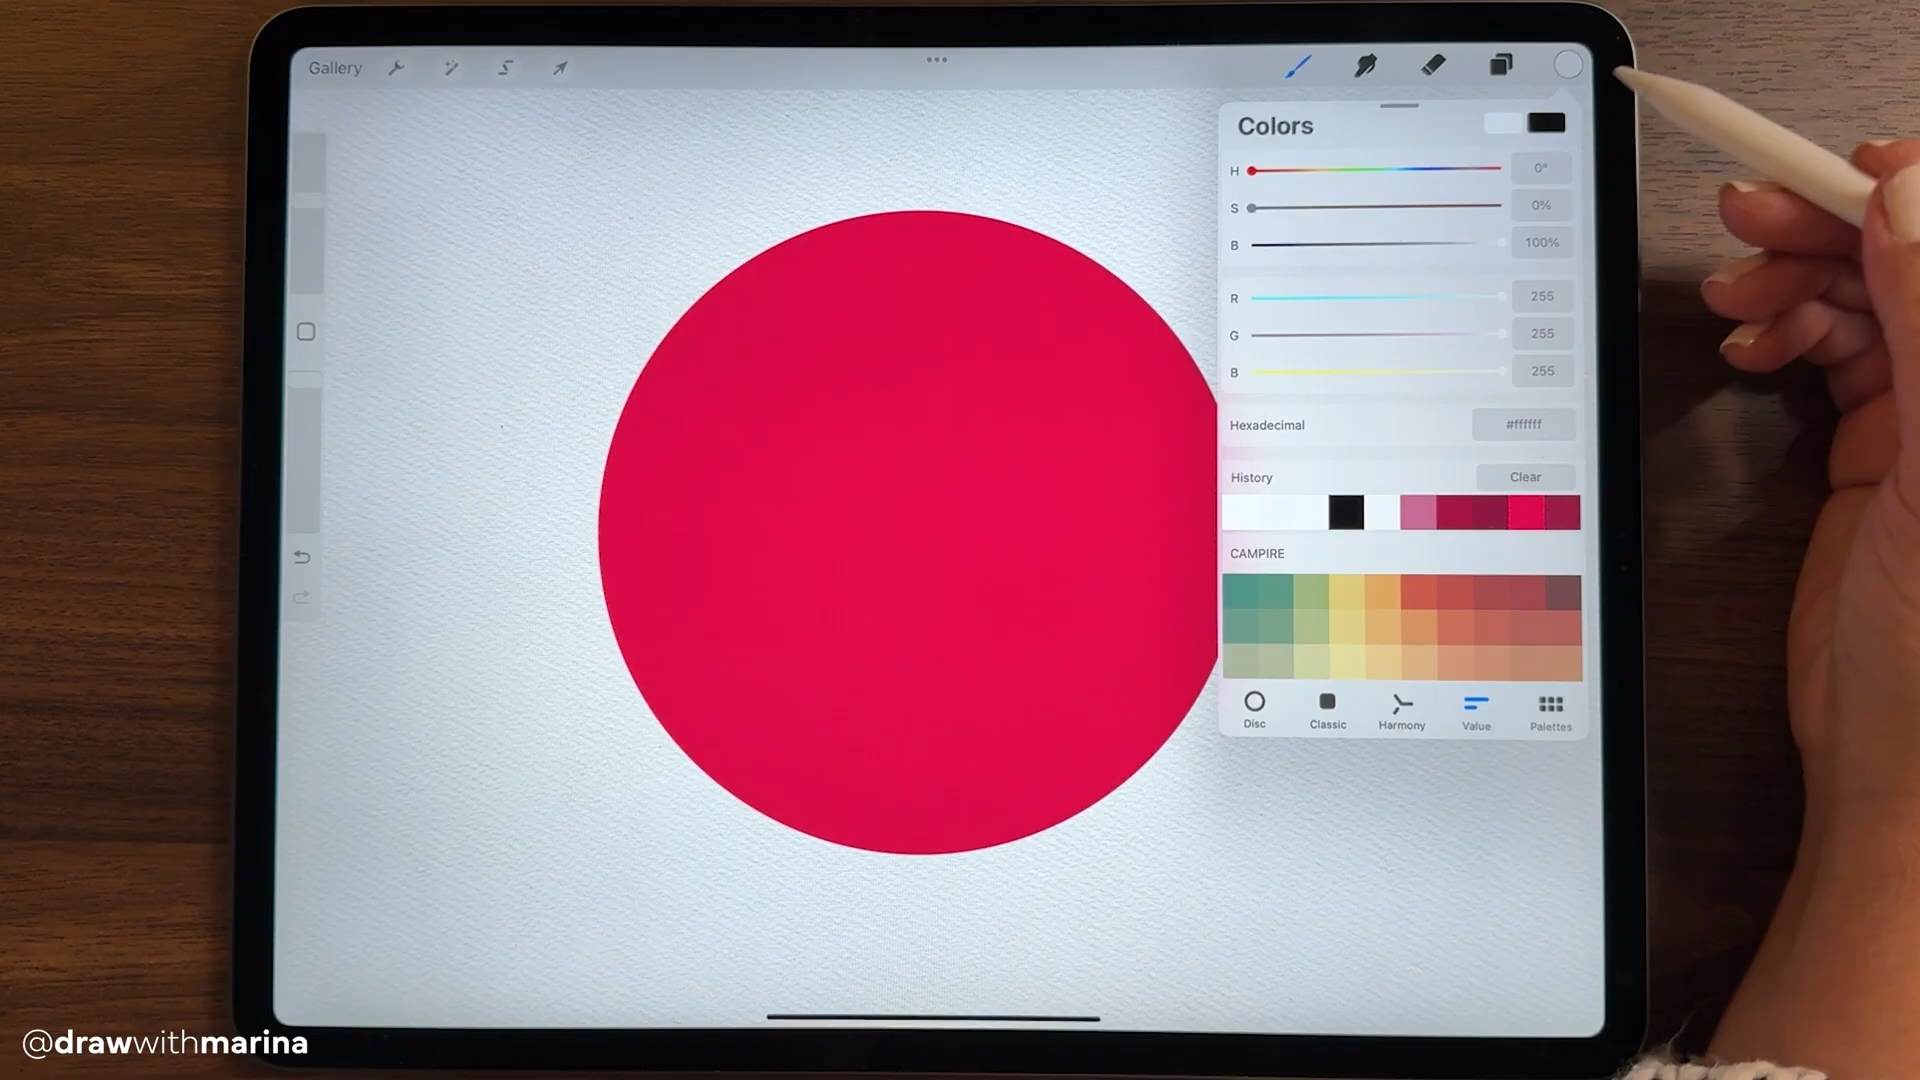 Gallery
Colors
H 0°
S 0%
B 100%
R 255
G 255
B 255
Hexadecimal #ffffff
History Clear
CAMPIRE
Disc Classic Harmony Value Palettes
@drawwithmarina